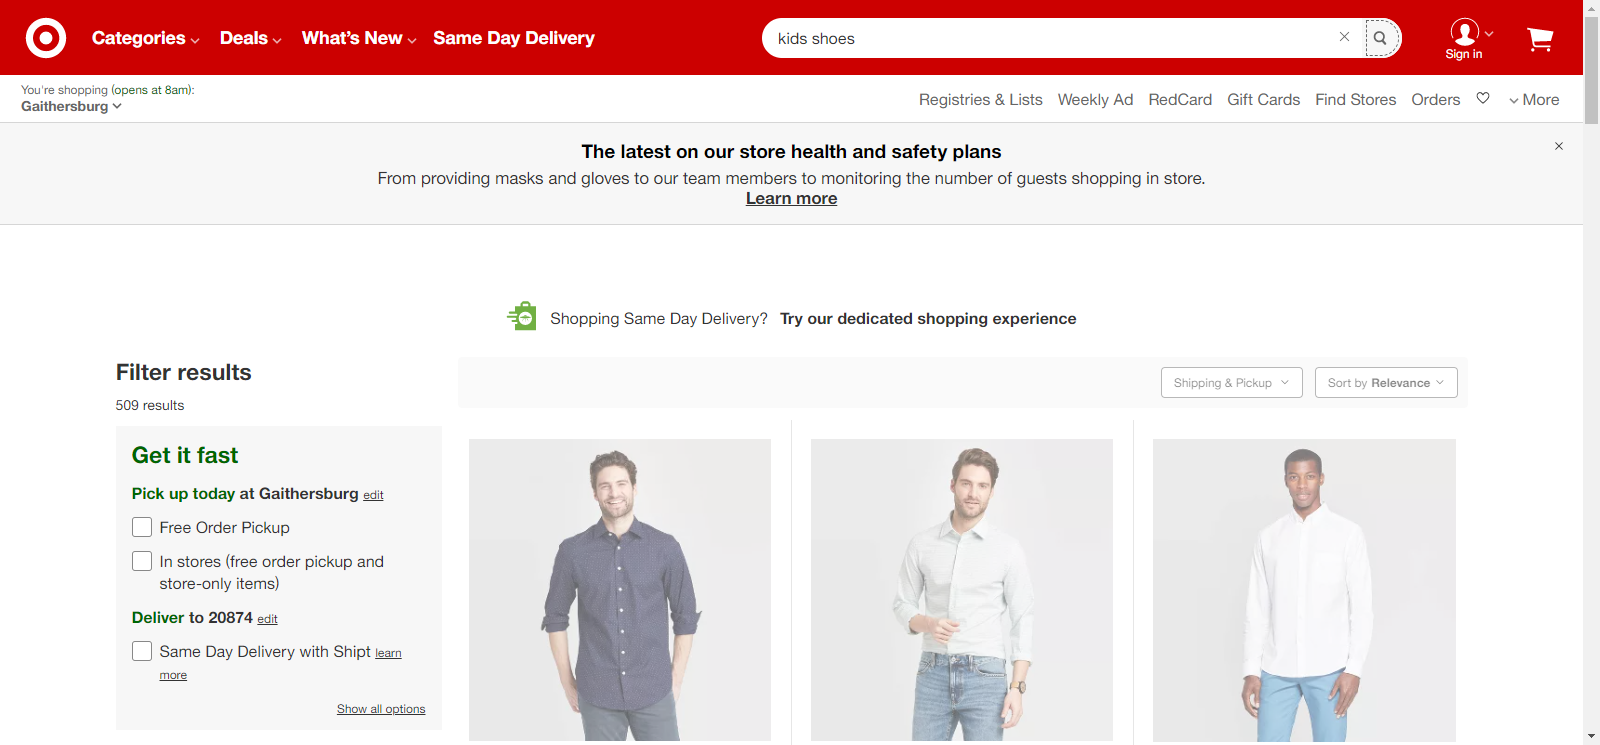 Categories
Deals
What's New
Same Day Delivery
kids shoes
Sign in
You're shopping (opens at 8am):
Gaithersburg
Registries & Lists
Weekly Ad
RedCard
Gift Cards
Find Stores
Orders
More
The latest on our store health and safety plans
From providing masks and gloves to our team members to monitoring the number of guests shopping in store.
Learn more
Shopping Same Day Delivery? Try our dedicated shopping experience
Filter results
509 results
Shipping & Pickup
Sort by Relevance
Get it fast
Pick up today at Gaithersburg edit
Free Order Pickup
In stores (free order pickup and
store-only items)
Deliver to 20874 edit
Same Day Delivery with Shipt learn
more
Show all options